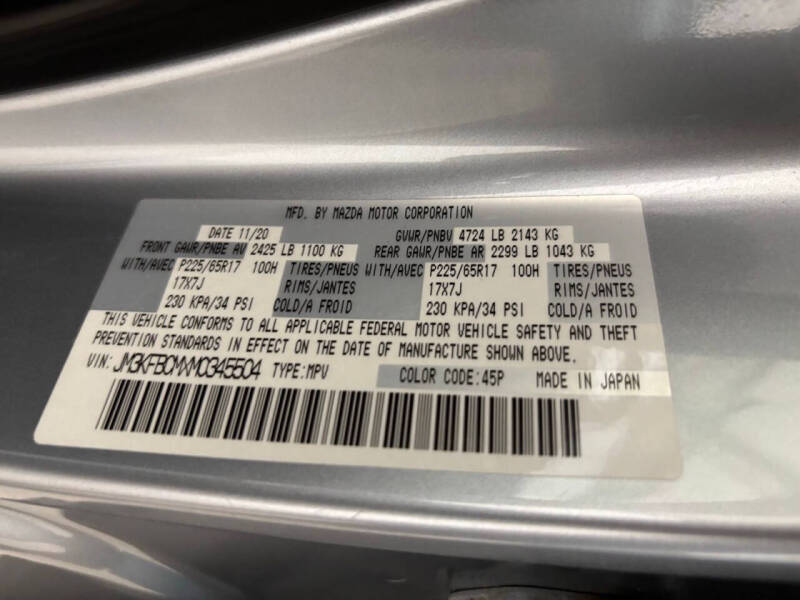 MFD. BY MAZDA MOTOR CORPORATION
DATE 11/20 GVWR/PNBV 4724 LB 2143 KG
FRONT GAWR/PNBE AV 2425 LB 1100 KG REAR GAWR/PNBE AR 2299 LB 1043 KG
WITH/AVEC P225/65R17 100H TIRES/PNEUS WITH/AVEC P225/65R17 100H TIRES/PNEUS
17X7J RIMS/JANTES 17X7J RIMS/JANTES
230 KPA/34 PSI COLD/A FROID 230 KPA/34 PSI COLD/A FROID
THIS VEHICLE CONFORMS TO ALL APPLICABLE FEDERAL MOTOR VEHICLE SAFETY AND THEFT
PREVENTION STANDARDS IN EFFECT ON THE DATE OF MANUFACTURE SHOWN ABOVE.
VIN: JM3KFBCMXM0345504 TYPE:MPV COLOR CODE:45P MADE IN JAPAN